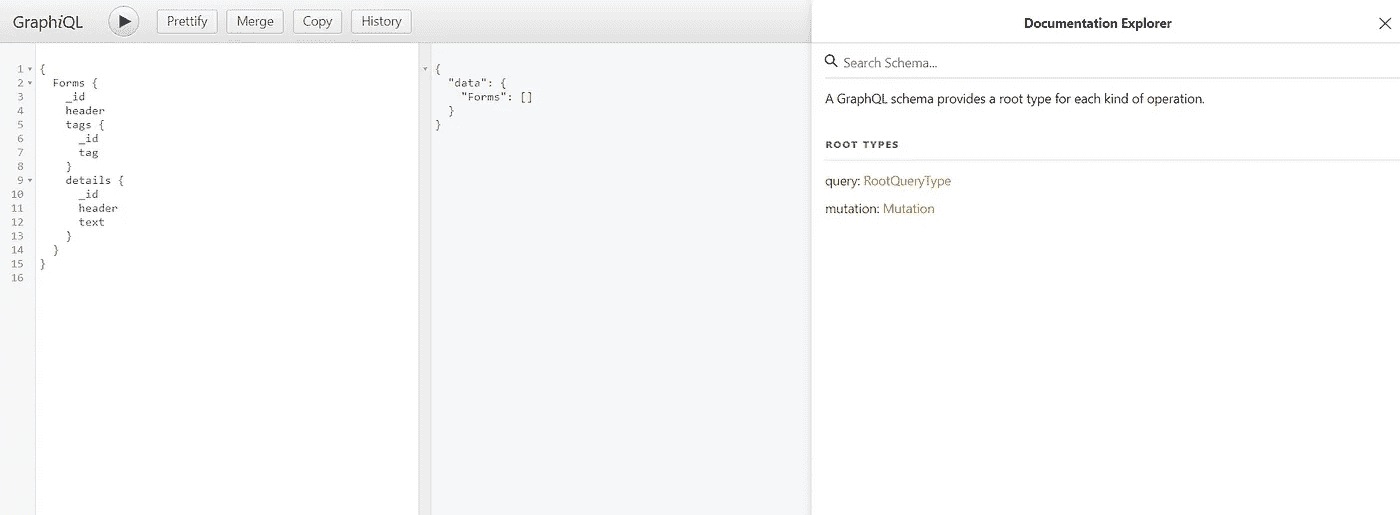 GraphiQL
Prettify
Merge
Copy
History
1 {
2 Forms {
3 _id
4 header
5 tags {
6 _id
7 tag
8 }
9 details {
10 _id
11 header
12 text
13 }
14 }
15 }
16
{
"data": {
"Forms": []
}
}
Documentation Explorer
Search Schema...
A GraphQL schema provides a root type for each kind of operation.
ROOT TYPES
query: RootQueryType
mutation: Mutation